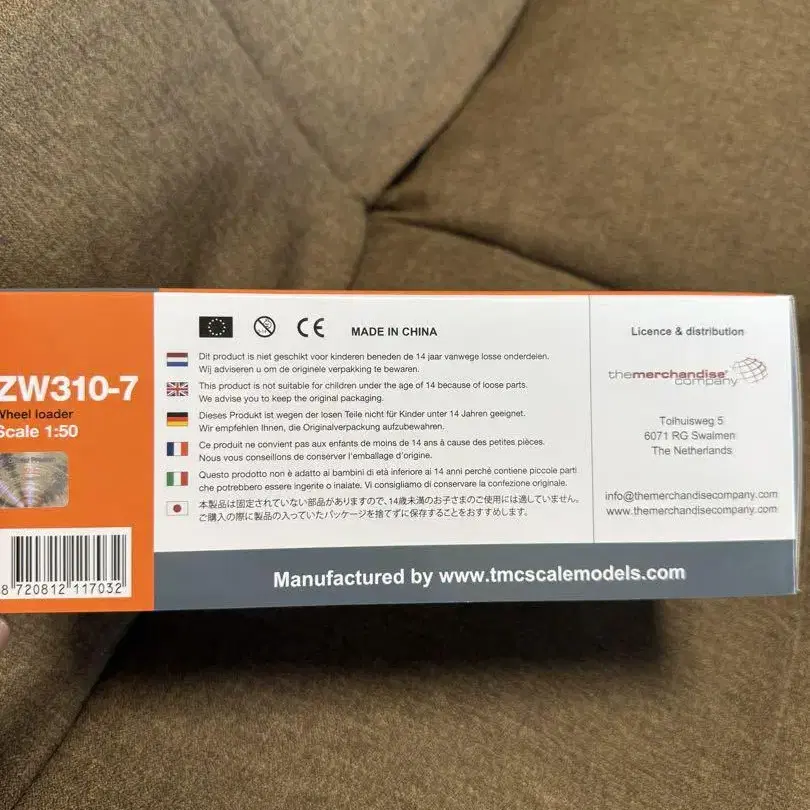 ZW310-7
Wheel loader
Scale 1:50
8 720812 117032
CE
MADE IN CHINA
Dit product is niet geschikt voor kinderen beneden de 14 jaar vanwege losse onderdelen.
Wij adviseren u om de originele verpakking te bewaren.
This product is not suitable for children under the age of 14 because of loose parts.
We advise you to keep the original packaging.
Dieses Produkt ist wegen der losen Teile nicht für Kinder unter 14 Jahren geeignet.
Wir empfehlen Ihnen, die Originalverpackung aufzubewahren.
Ce produit ne convient pas aux enfants de moins de 14 ans à cause des petites pièces.
Nous vous conseillons de conserver l'emballage d'origine.
Questo prodotto non è adatto ai bambini di età inferiore ai 14 anni perché contiene piccole parti
che potrebbero essere ingerite o inalate. Vi consigliamo di conservare la confezione originale.
本製品は固定されていない部品がありますので、14歳未満のお子さまのご使用には適していません。
ご購入の際に製品の入っていたパッケージを捨てずに保存することをおすすめします。
Licence & distribution
themerchandise
company
Tolhuisweg 5
6071 RG Swalmen
The Netherlands
info@themerchandisecompany.com
www.themerchandisecompany.com
Manufactured by www.tmcscalemodels.com